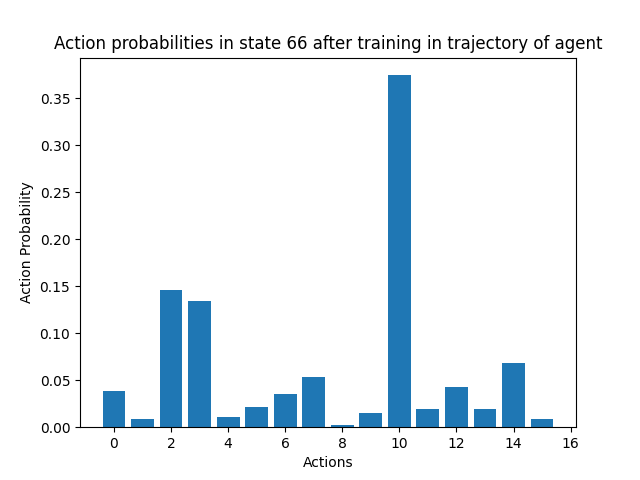 Action probabilities in state 66 after training in trajectory of agent
0.35
0.30
0.25
0.20
0.15
0.10
0.05
0.00
Action Probability
0 2 4 6 8 10 12 14 16
Actions